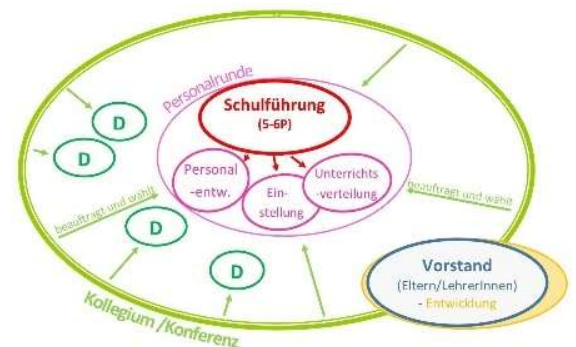 Personalrunde
Schulführung
(5-6P)
D
D
Personal
-entw.
Ein-
stellung
Unterrichts
-verteilung
beauftragt und wählt
beauftragt und wählt
D
D
Vorstand
(Eltern/LehrerInnen)
- Entwicklung
Kollegium /Konferenz